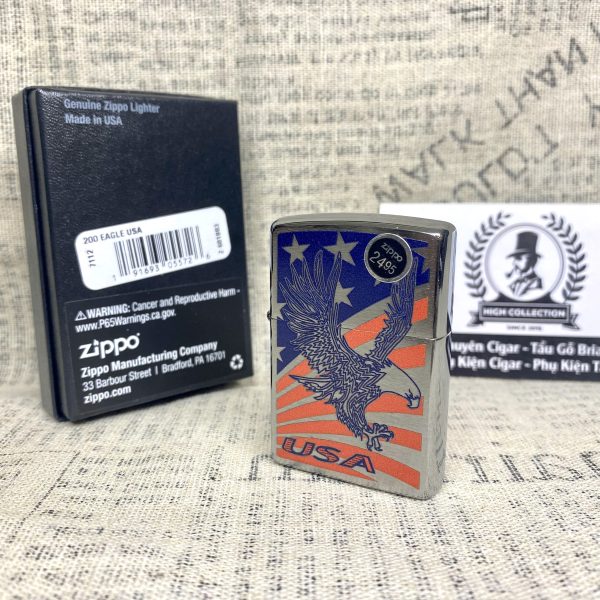 Genuine Zippo Lighter
Made in USA
200 EAGLE USA
7112
1 91693 05572 6
WARNING: Cancer and Reproductive Harm -
www.P65Warnings.ca.gov.
zippo
Zippo Manufacturing Company
33 Barbour Street | Bradford, PA 16701
zippo.com
zippo
2495
USA
WALK
HIGH COLLECTION
SINCE 2015
huyên Cigar - Tẩu Gỗ Bria
ụ Kiện Cigar - Phụ Kiện T